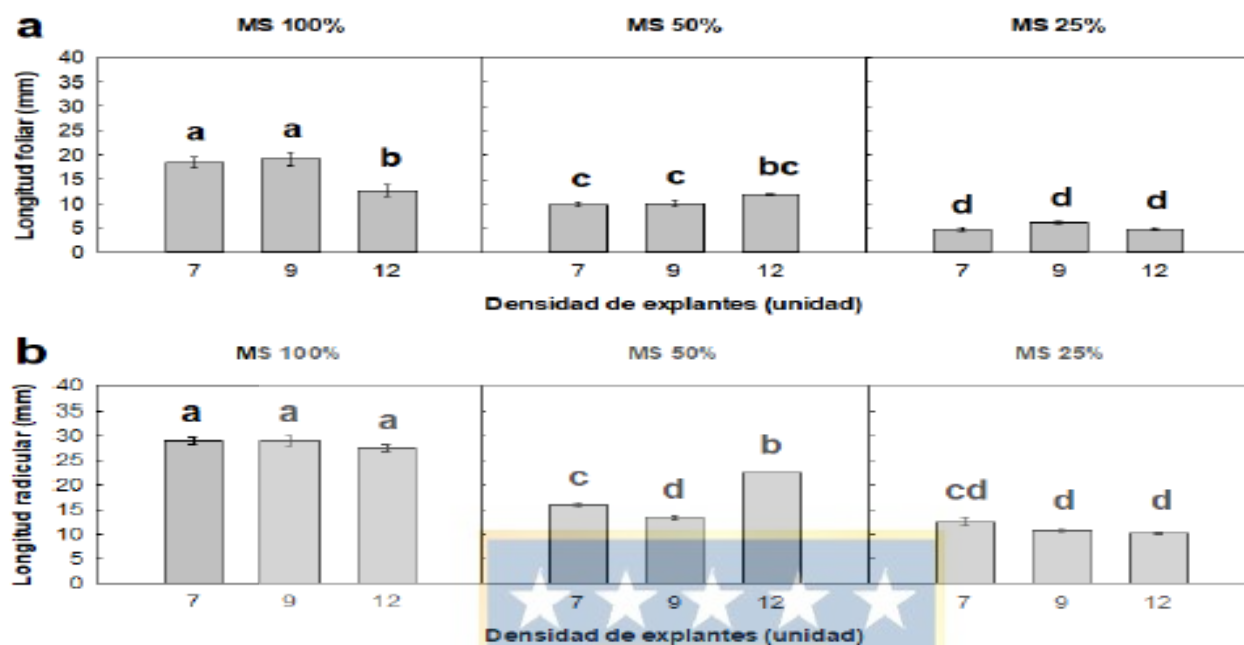 a
MS 100% MS 50% MS 25%
Longitud foliar (mm)
40
35
30
25
20
15
10
5
0
a a b c c bc d d d
7 9 12 7 9 12 7 9 12
Densidad de explantes (unidad)
b
MS 100% MS 50% MS 25%
Longitud radicular (mm)
40
35
30
25
20
15
10
5
0
a a a c d b cd d d
7 9 12 7 9 12 7 9 12
Densidad de explantes (unidad)